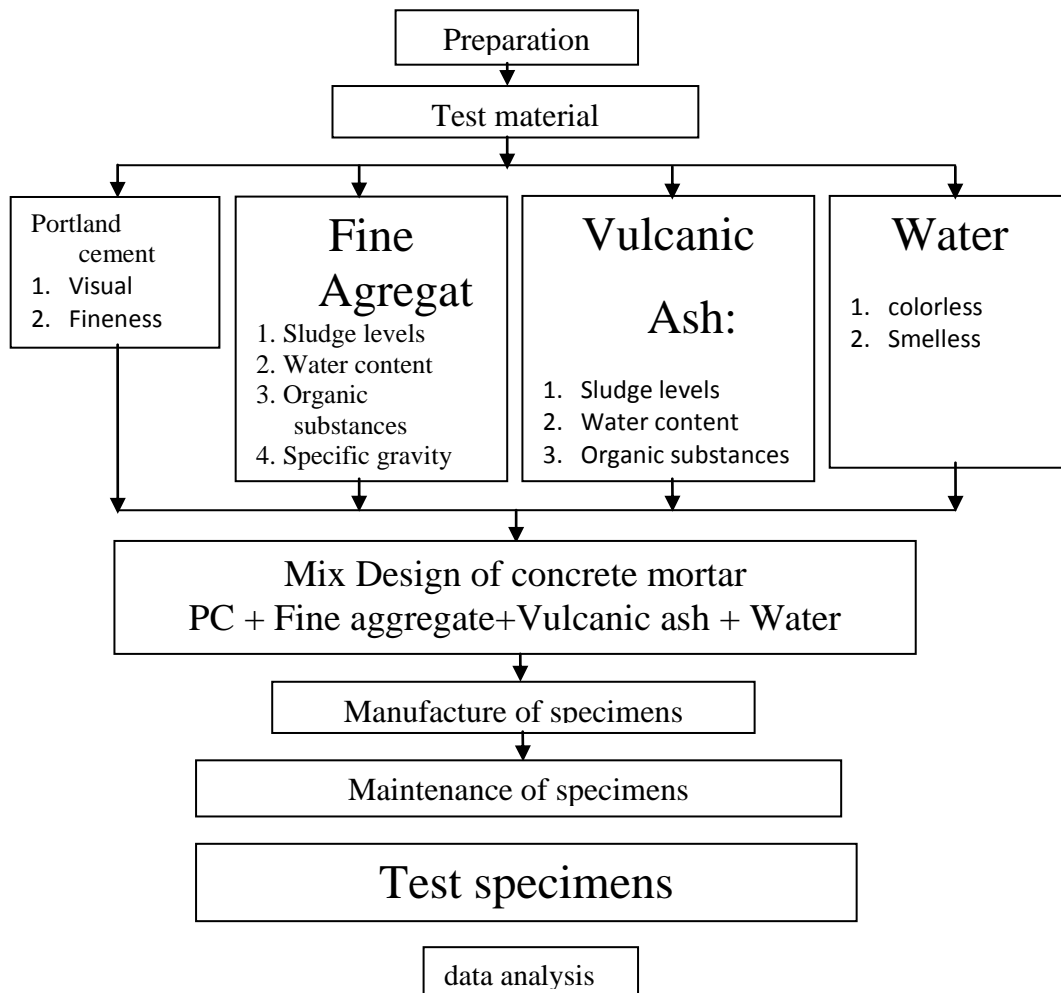 Preparation
Test material
Portland
cement
1. Visual
2. Fineness
Fine
Agregat
1. Sludge levels
2. Water content
3. Organic
substances
4. Specific gravity
Vulcanic
Ash:
1. Sludge levels
2. Water content
3. Organic substances
Water
1. colorless
2. Smelless
Mix Design of concrete mortar
PC + Fine aggregate+Vulcanic ash + Water
Manufacture of specimens
Maintenance of specimens
Test specimens
data analysis